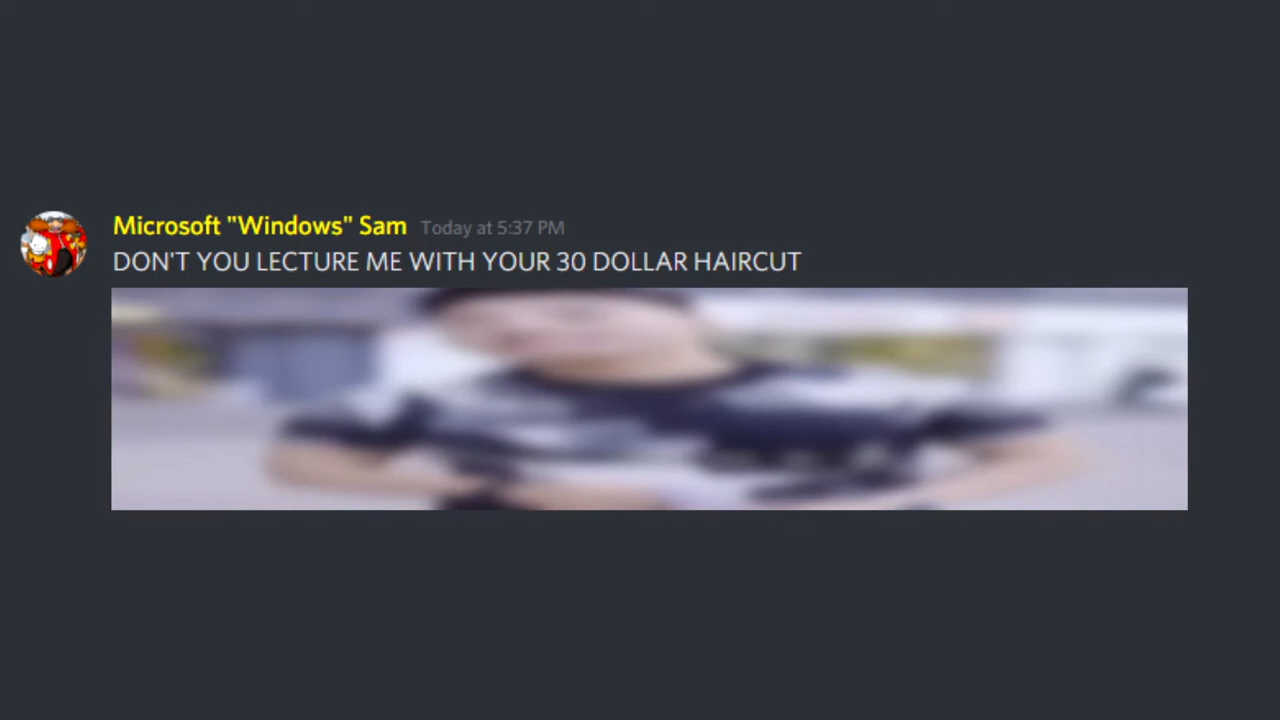 Microsoft "Windows" Sam Today at 5:37 PM
DON'T YOU LECTURE ME WITH YOUR 30 DOLLAR HAIRCUT